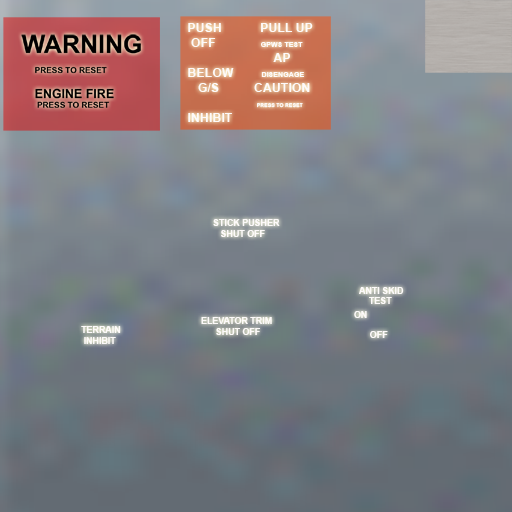 WARNING
PRESS TO RESET
ENGINE FIRE
PRESS TO RESET
PUSH
OFF
BELOW
G/S
INHIBIT
PULL UP
GPWS TEST
AP
DISENGAGE
CAUTION
PRESS TO RESET
STICK PUSHER
SHUT OFF
ANTI SKID
TEST
ON
OFF
ELEVATOR TRIM
SHUT OFF
TERRAIN
INHIBIT